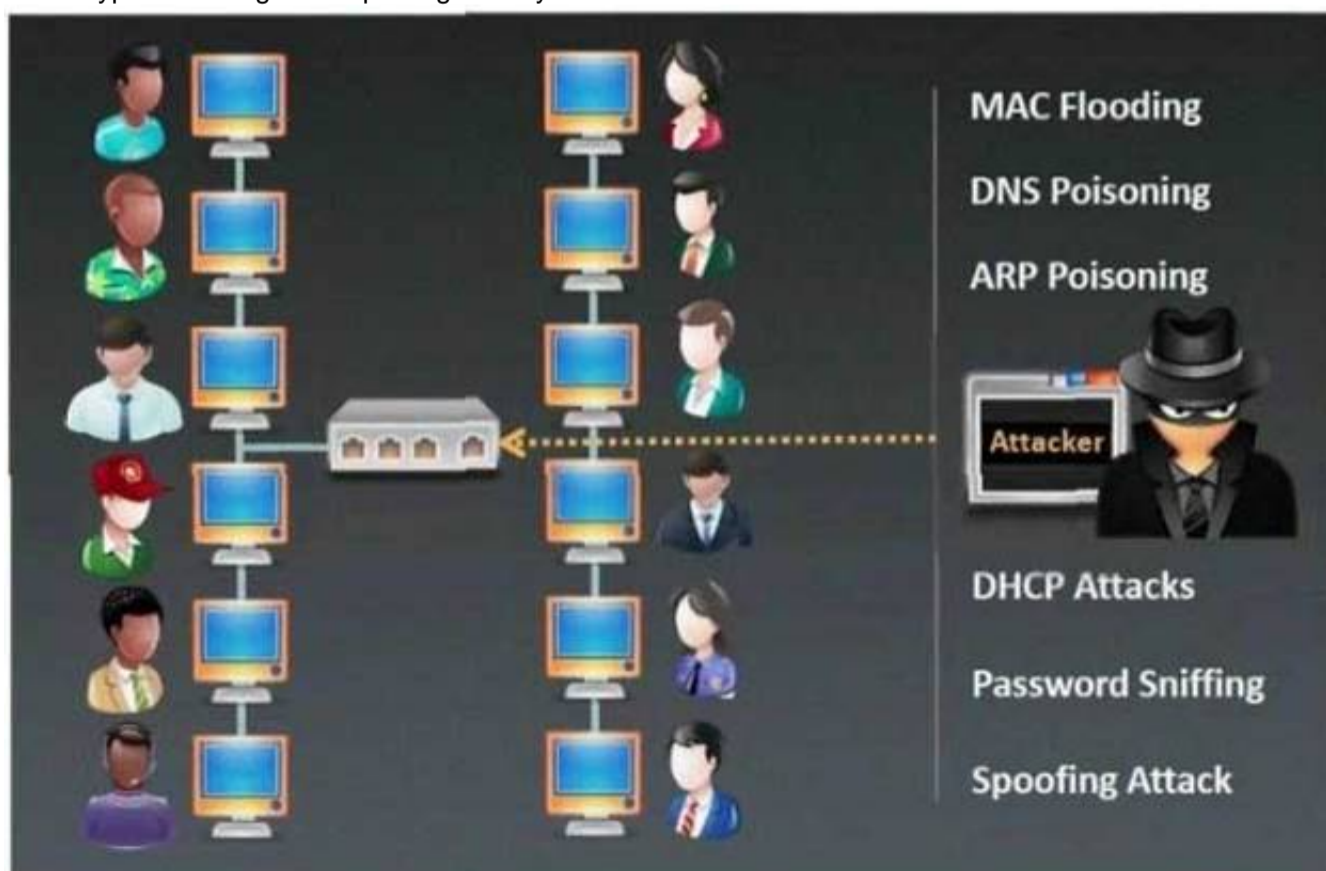 MAC Flooding
DNS Poisoning
ARP Poisoning
Attacker
DHCP Attacks
Password Sniffing
Spoofing Attack